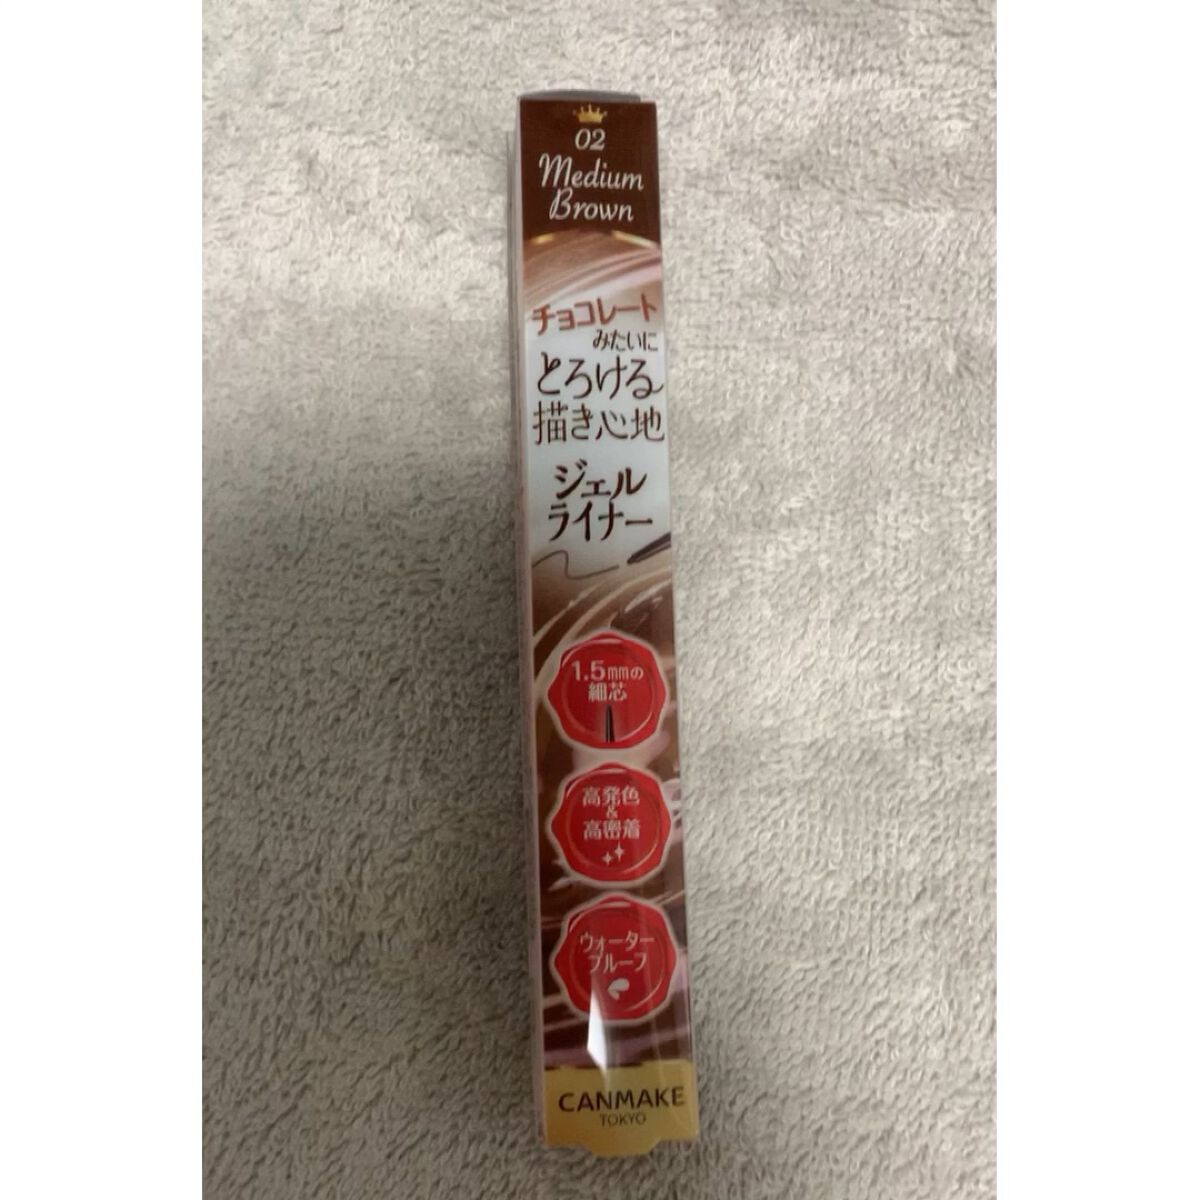 02
Medium
Brown
チョコレート
みたいに
とろける
描き心地
ジェル
ライナー
1.5mmの
細芯
高発色
&
高密着
ウォーター
プルーフ
CANMAKE
TOKYO